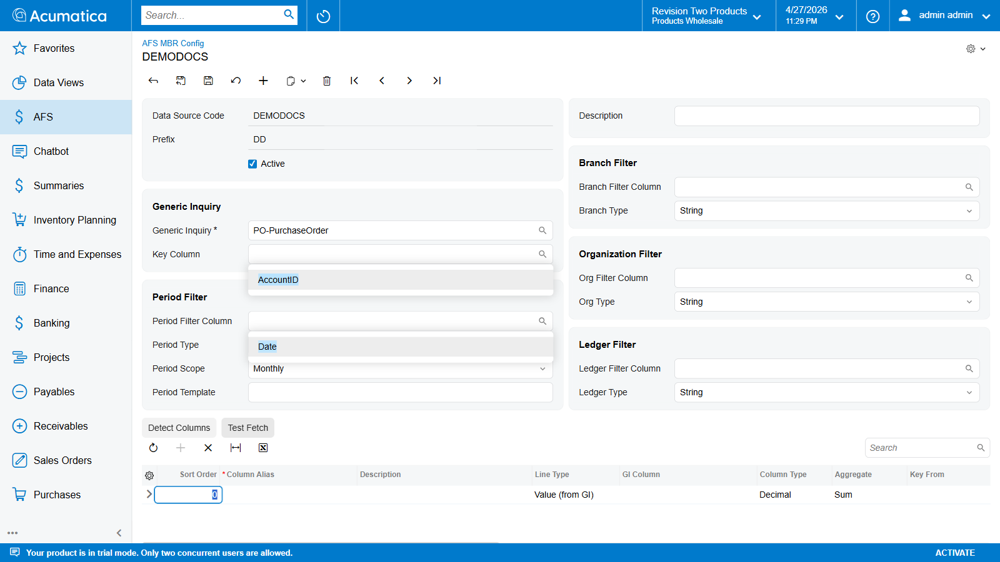 Acumatica
Search...
Revision Two Products
Products Wholesale
4/27/2026
11:29 PM
admin admin
Favorites
Data Views
AFS
Chatbot
Summaries
Inventory Planning
Time and Expenses
Finance
Banking
Projects
Payables
Receivables
Sales Orders
Purchases
AFS MBR Config
DEMODOCS
Data Source Code DEMODOCS
Prefix DD
Active
Generic Inquiry
Generic Inquiry * PO-PurchaseOrder
Key Column
AccountID
Period Filter
Period Filter Column
Period Type
Date
Period Scope Monthly
Period Template
Description
Branch Filter
Branch Filter Column
Branch Type String
Organization Filter
Org Filter Column
Org Type String
Ledger Filter
Ledger Filter Column
Ledger Type String
Detect Columns Test Fetch
Search
Sort Order * Column Alias Description Line Type GI Column Column Type Aggregate Key From
0 Value (from GI) Decimal Sum
Your product is in trial mode. Only two concurrent users are allowed. ACTIVATE